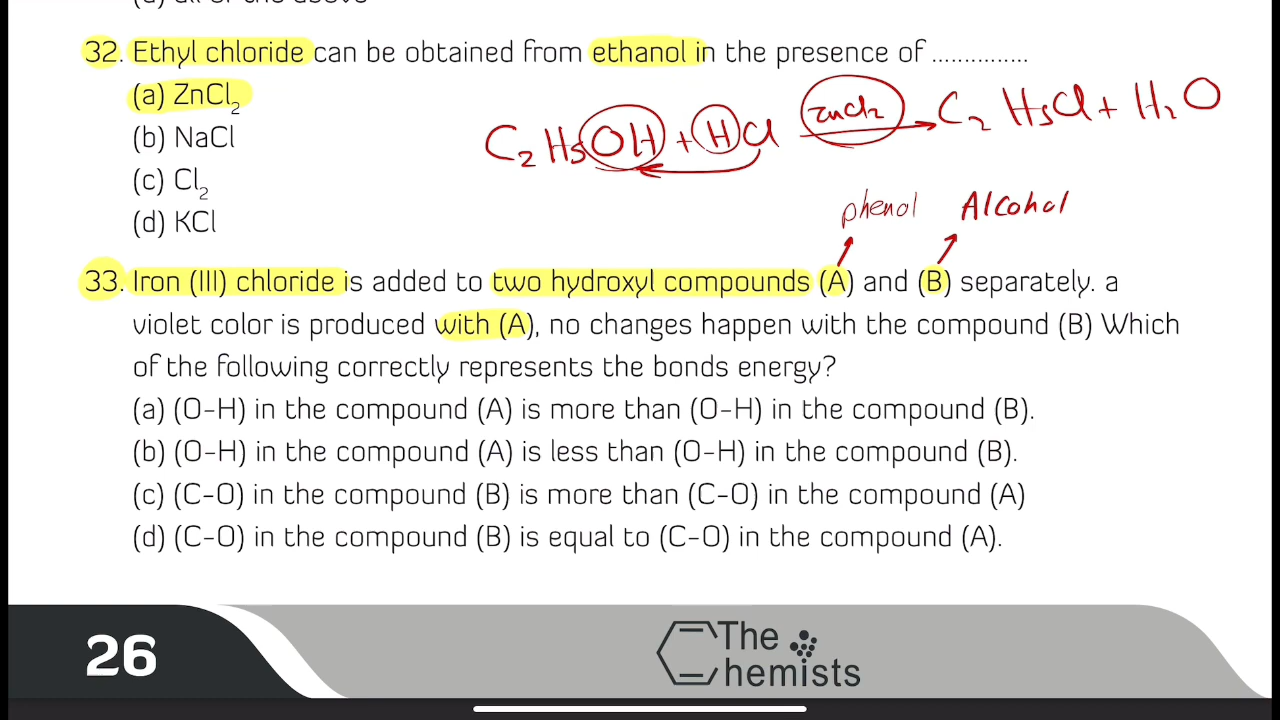 32. Ethyl chloride can be obtained from ethanol in the presence of ...............
(a) ZnCl₂
(b) NaCl
(c) Cl₂
(d) KCl
C₂H₅OH + HCl ZnCl₂ → C₂H₅Cl + H₂O
phenol Alcohol
33. Iron (III) chloride is added to two hydroxyl compounds (A) and (B) separately. a
violet color is produced with (A), no changes happen with the compound (B) Which
of the following correctly represents the bonds energy?
(a) (O-H) in the compound (A) is more than (O-H) in the compound (B).
(b) (O-H) in the compound (A) is less than (O-H) in the compound (B).
(c) (C-O) in the compound (B) is more than (C-O) in the compound (A)
(d) (C-O) in the compound (B) is equal to (C-O) in the compound (A).
26
The
Chemists